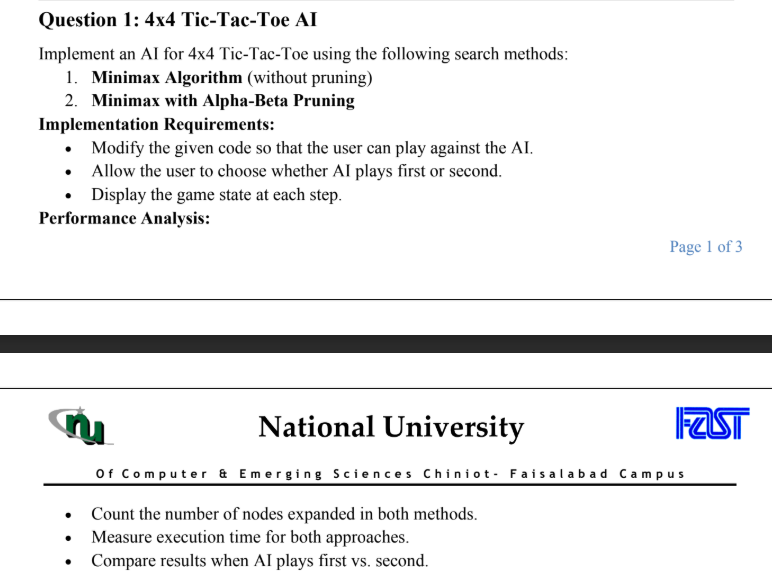 Question 1: 4x4 Tic-Tac-Toe AI
Implement an AI for 4x4 Tic-Tac-Toe using the following search methods:
1. Minimax Algorithm (without pruning)
2. Minimax with Alpha-Beta Pruning
Implementation Requirements:
• Modify the given code so that the user can play against the AI.
• Allow the user to choose whether AI plays first or second.
• Display the game state at each step.
Performance Analysis:
Page 1 of 3
nu
National University
FAST
Of Computer & Emerging Sciences Chiniot- Faisalabad Campus
• Count the number of nodes expanded in both methods.
• Measure execution time for both approaches.
• Compare results when AI plays first vs. second.